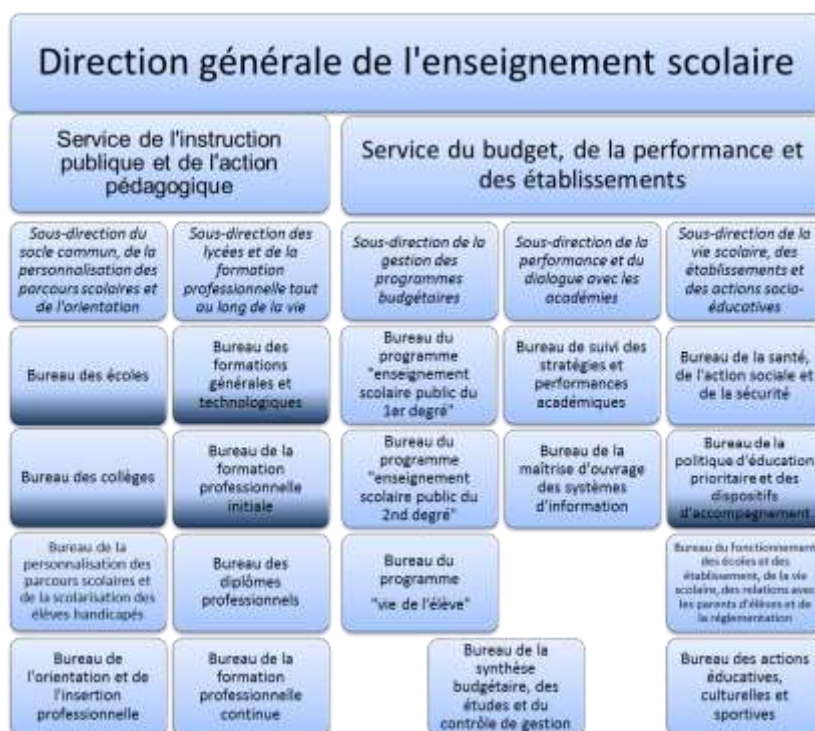 Direction générale de l'enseignement scolaire
Service de l'instruction
publique et de l'action
pédagogique
Service du budget, de la performance et
des établissements
Sous-direction du
socle commun, de la
personnalisation des
parcours scolaires et
de l'orientation
Sous-direction des
lycées et de la
formation
professionnelle tout
au long de la vie
Sous-direction de la
gestion des
programmes
budgétaires
Sous-direction de la
performance et du
dialogue avec les
académies
Sous-direction de la
vie scolaire, des
établissements et
des actions socio-
éducatives
Bureau des écoles
Bureau des
formations
générales et
technologiques
Bureau du
programme
"enseignement
scolaire public du
1er degré"
Bureau de suivi des
stratégies et
performances
académiques
Bureau de la santé,
de l'action sociale et
de la sécurité
Bureau des collèges
Bureau de la
formation
professionnelle
initiale
Bureau du
programme
"enseignement
scolaire public du
2nd degré"
Bureau de la
maîtrise d'ouvrage
des systèmes
d'information
Bureau de la
politique d'éducation
prioritaire et des
dispositifs
d'accompagnement
Bureau de la
personnalisation des
parcours scolaires et
de la scolarisation des
élèves handicapés
Bureau des
diplômes
professionnels
Bureau du
programme
"vie de l'élève"
Bureau du fonctionnement
des écoles et des
établissement, de la vie
scolaire, des relations avec
les parents d'élèves et de
la réglementation
Bureau de
l'orientation et de
l'insertion
professionnelle
Bureau de la
formation
professionnelle
continue
Bureau de la
synthèse
budgétaire, des
études et du
contrôle de gestion
Bureau des actions
éducatives,
culturelles et
sportives